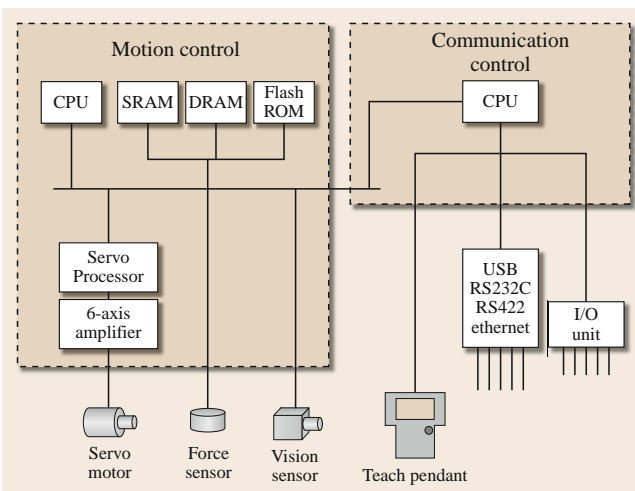 Motion control
Communication
control
CPU
SRAM
DRAM
Flash
ROM
CPU
Servo
Processor
6-axis
amplifier
USB
RS232C
RS422
ethernet
I/O
unit
Servo
motor
Force
sensor
Vision
sensor
Teach pendant